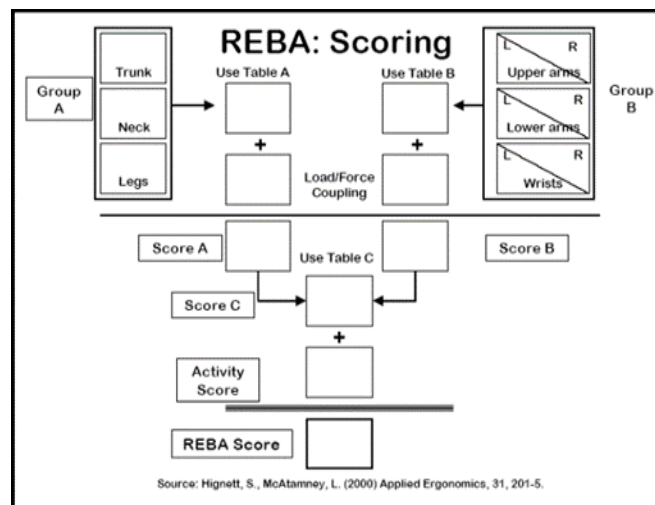 REBA: Scoring
Group
A
Trunk
Neck
Legs
Use Table A
+
Use Table B
+
Load/Force
Coupling
L R
Upper arms
L R
Lower arms
L R
Wrists
Group
B
Score A
Use Table C
Score B
Score C
+
Activity
Score
REBA Score
Source: Hignett, S., McAtamney, L. (2000) Applied Ergonomics, 31, 201-5.